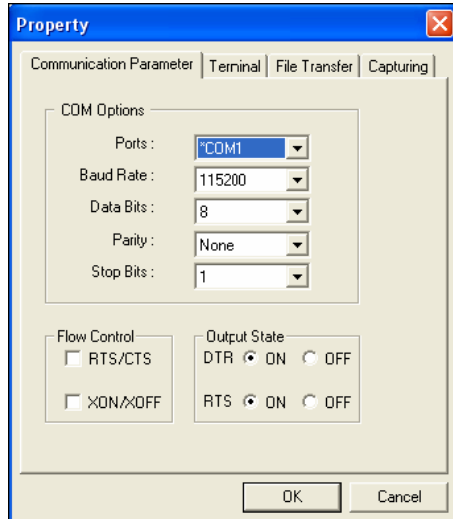 Property
Communication Parameter Terninal File Transfer Capturing
COM Options
Ports : *COM1
Baud Rate : 115200
Data Bits : 8
Parity : None
Stop Bits : 1
Flow Control Output State
RTS/CTS DTR ON OFF
XON/XOFF RTS ON OFF
OK Cancel